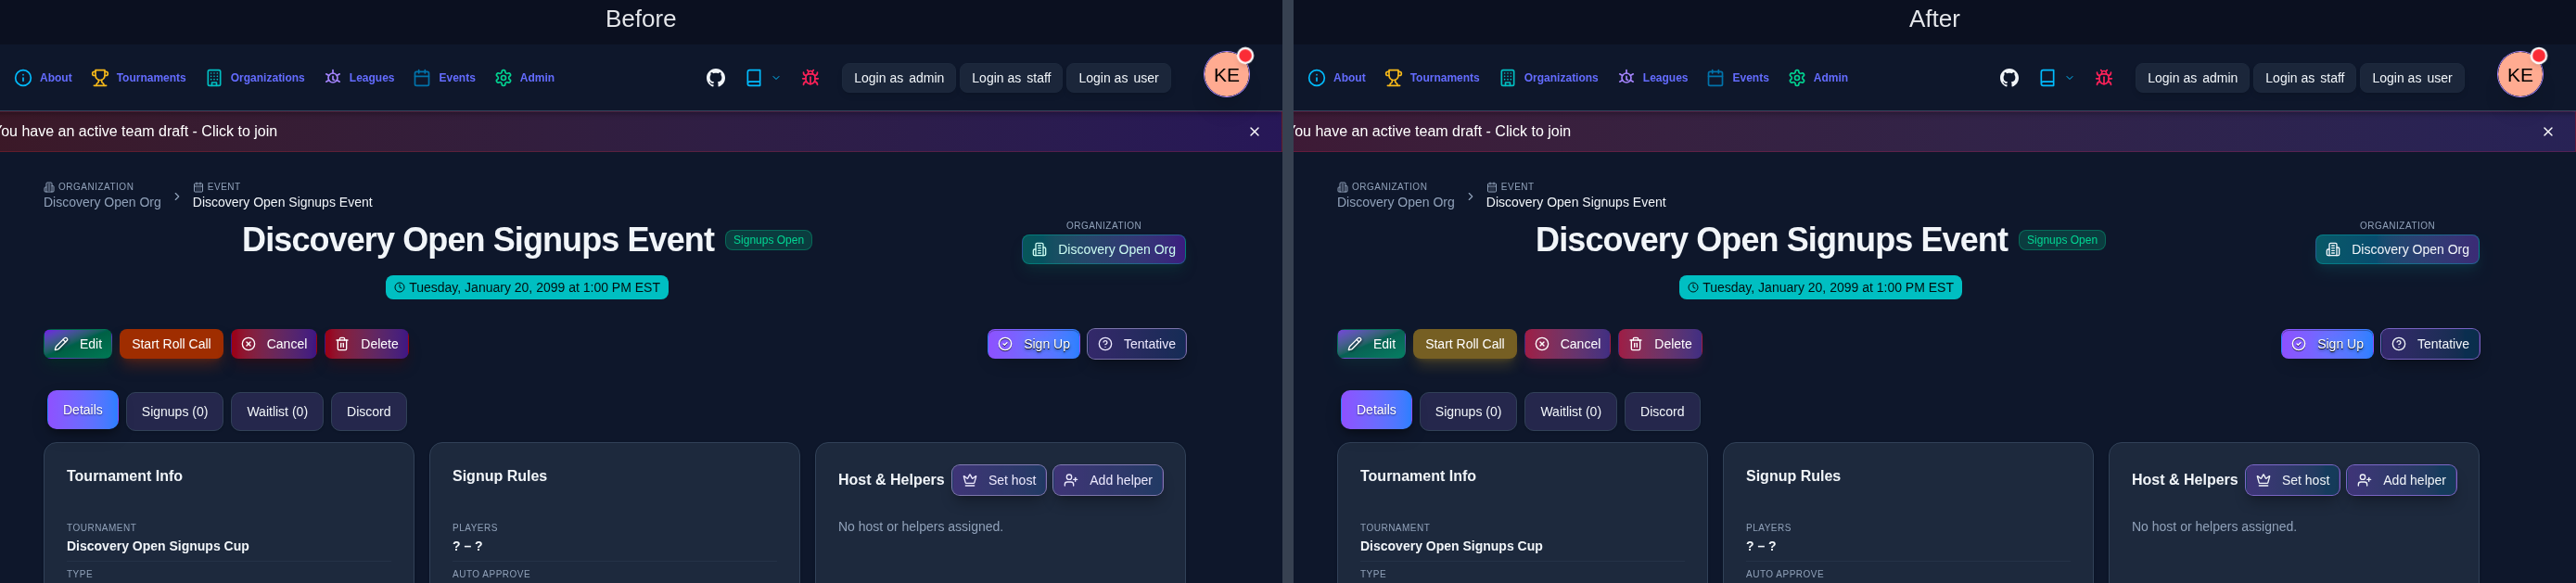 Before
About Tournaments Organizations Leagues Events Admin Login as admin Login as staff Login as user KE
You have an active team draft - Click to join
ORGANIZATION EVENT
Discovery Open Org Discovery Open Signups Event
ORGANIZATION
Discovery Open Signups Event Signups Open
Discovery Open Org
Tuesday, January 20, 2099 at 1:00 PM EST
Edit Start Roll Call Cancel Delete Sign Up Tentative
Details Signups (0) Waitlist (0) Discord
Tournament Info Signup Rules Host & Helpers Set host Add helper
TOURNAMENT PLAYERS No host or helpers assigned.
Discovery Open Signups Cup ? – ?
TYPE AUTO APPROVE
After
About Tournaments Organizations Leagues Events Admin Login as admin Login as staff Login as user KE
You have an active team draft - Click to join
ORGANIZATION EVENT
Discovery Open Org Discovery Open Signups Event
ORGANIZATION
Discovery Open Signups Event Signups Open
Discovery Open Org
Tuesday, January 20, 2099 at 1:00 PM EST
Edit Start Roll Call Cancel Delete Sign Up Tentative
Details Signups (0) Waitlist (0) Discord
Tournament Info Signup Rules Host & Helpers Set host Add helper
TOURNAMENT PLAYERS No host or helpers assigned.
Discovery Open Signups Cup ? – ?
TYPE AUTO APPROVE